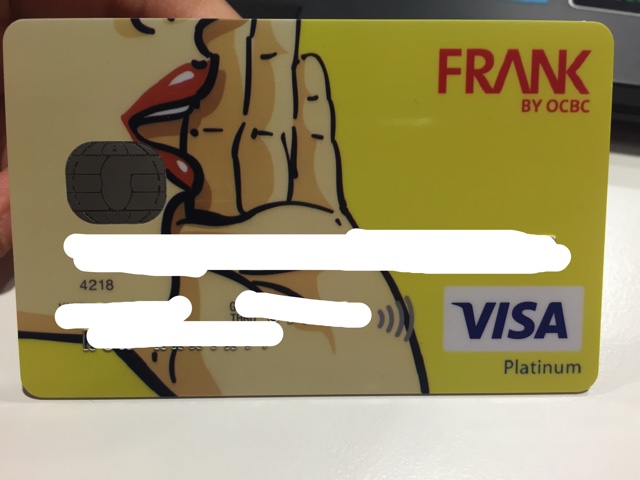 FRANK
BY OCBC
4218
VISA
Platinum